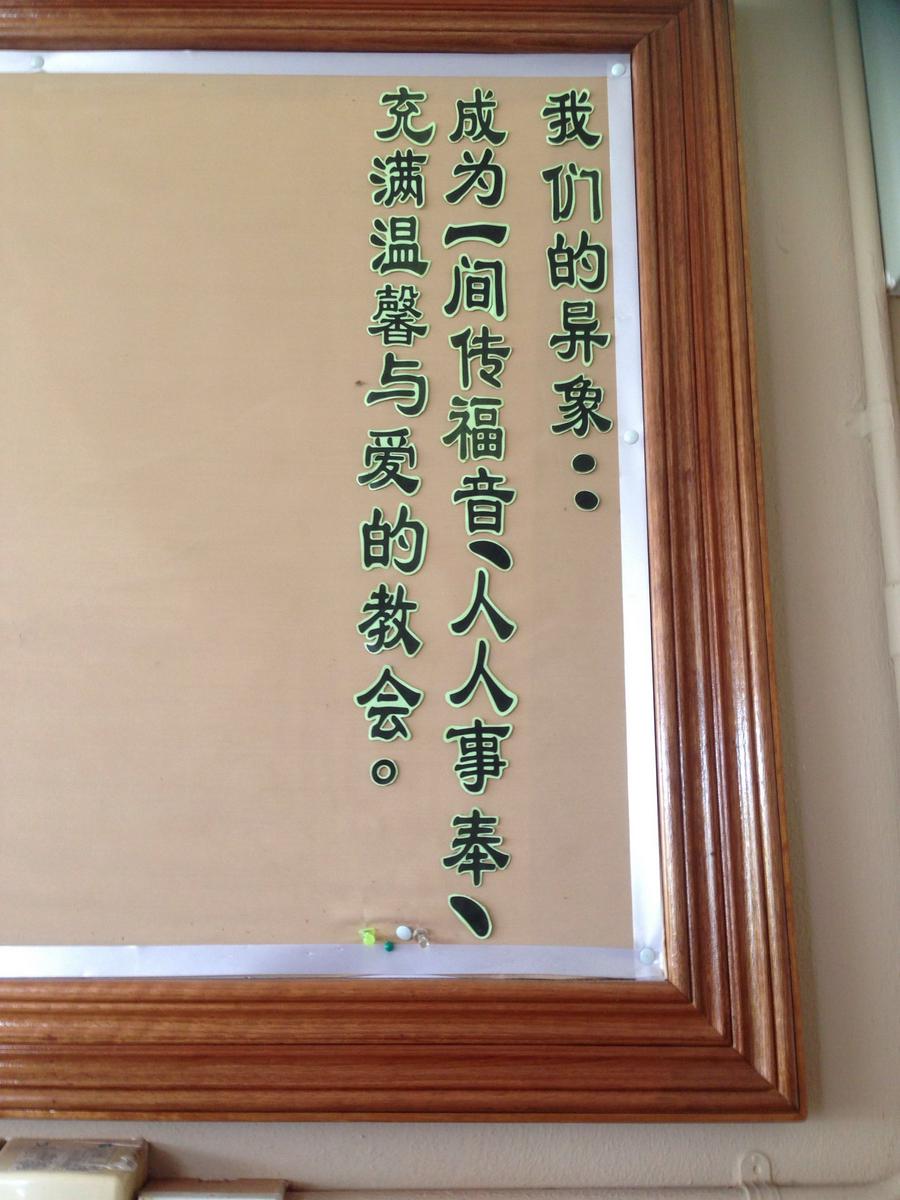 我们的异象：
成为一间传福音、人人事奉、
充满温馨与爱的教会。